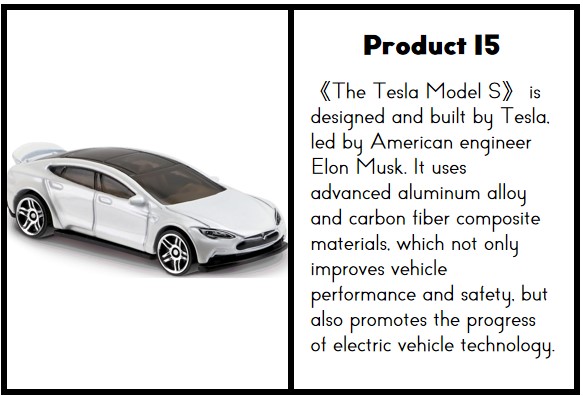 Product 15
《The Tesla Model S》 is
designed and built by Tesla,
led by American engineer
Elon Musk. It uses
advanced aluminum alloy
and carbon fiber composite
materials, which not only
improves vehicle
performance and safety, but
also promotes the progress
of electric vehicle technology.